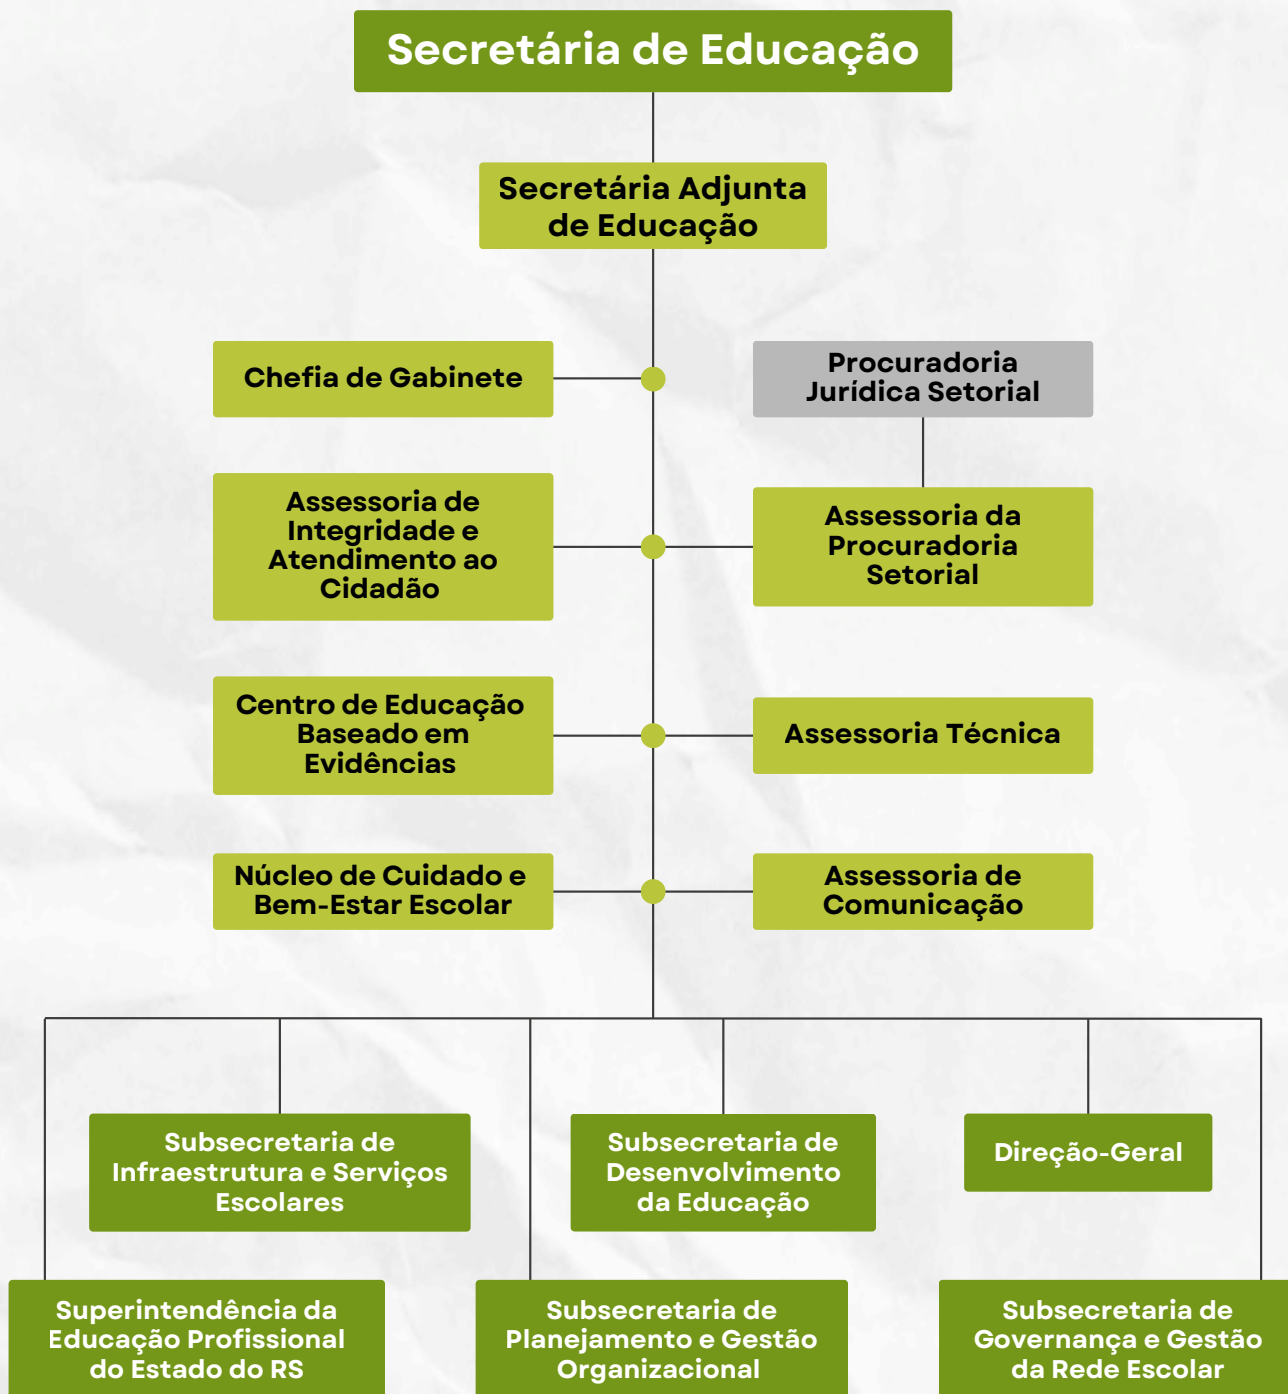 Secretária de Educação
Secretária Adjunta
de Educação
Chefia de Gabinete
Procuradoria
Jurídica Setorial
Assessoria de
Integridade e
Atendimento ao
Cidadão
Assessoria da
Procuradoria
Setorial
Centro de Educação
Baseado em
Evidências
Assessoria Técnica
Núcleo de Cuidado e
Bem-Estar Escolar
Assessoria de
Comunicação
Subsecretaria de
Infraestrutura e Serviços
Escolares
Subsecretaria de
Desenvolvimento
da Educação
Direção-Geral
Superintendência da
Educação Profissional
do Estado do RS
Subsecretaria de
Planejamento e Gestão
Organizacional
Subsecretaria de
Governança e Gestão
da Rede Escolar